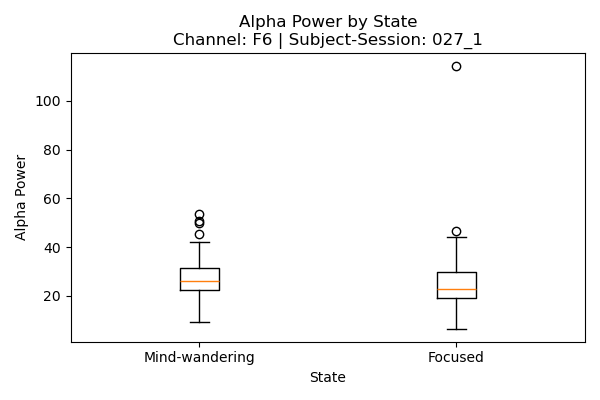 Alpha Power by State
Channel: F6 | Subject-Session: 027_1
Alpha Power
100
80
60
40
20
Mind-wandering
Focused
State